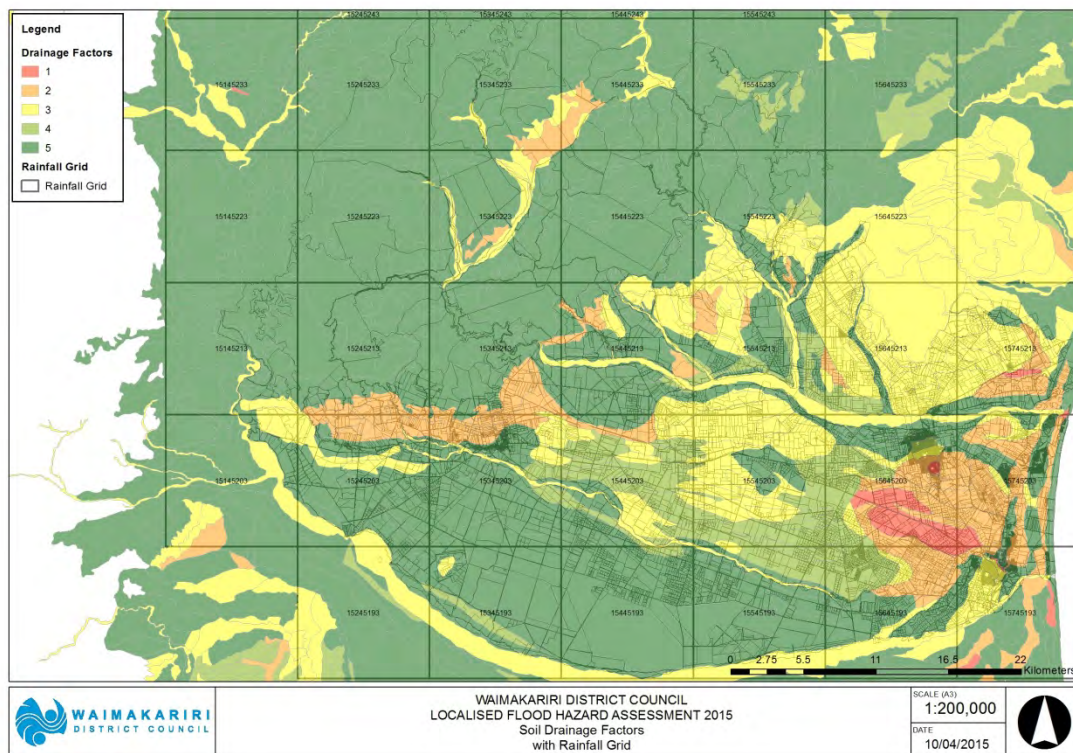 Legend
Drainage Factors
1
2
3
4
5
Rainfall Grid
Rainfall Grid
15245243 15345243 15445243 15545243
15145233 15245233 15345233 15445233 15545233 15645233
15145223 15245223 15345223 15445223 15545223 15645223
15145213 15245213 15345213 15445213 15545213 15645213 15745213
15145203 15245203 15345203 15445203 15545203 15645203 15745203
15245193 15345193 15445193 15545193 15645193 15745193
0 2.75 5.5 11 16.5 22
Kilometers
WAIMAKARIRI
DISTRICT COUNCIL
WAIMAKARIRI DISTRICT COUNCIL
LOCALISED FLOOD HAZARD ASSESSMENT 2015
Soil Drainage Factors
with Rainfall Grid
SCALE (A3)
1:200,000
DATE
10/04/2015